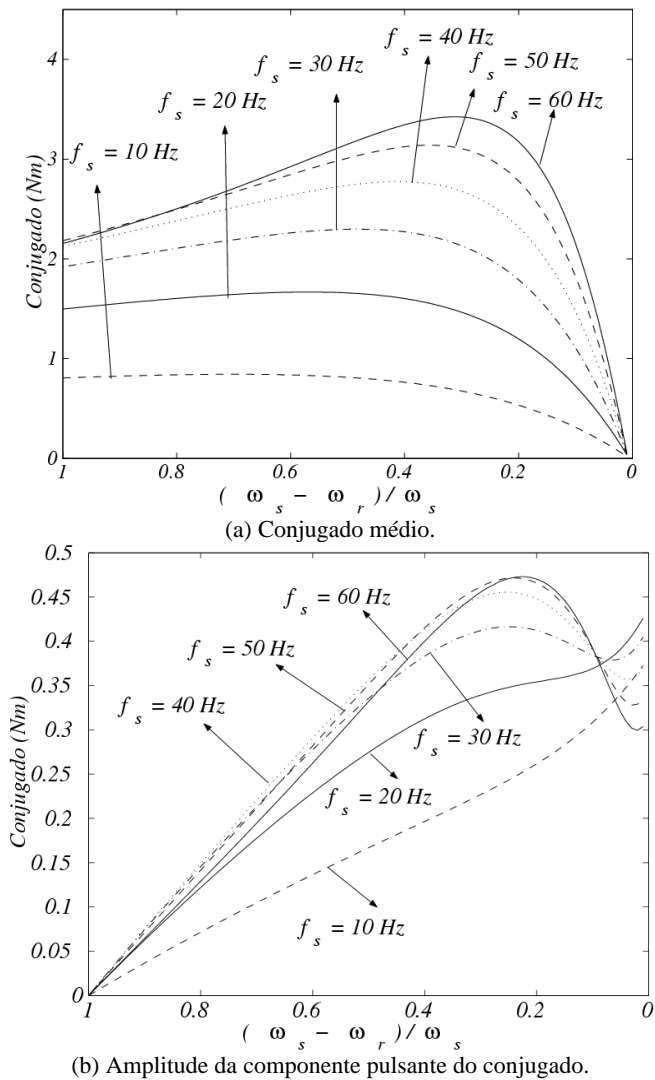 4
3
2
1
0
Conjugado (Nm)
f s = 10 Hz
f s = 20 Hz
f s = 30 Hz
f s = 40 Hz
f s = 50 Hz
f s = 60 Hz
1 0.8 0.6 0.4 0.2 0
( ω s − ω r ) / ω s
(a) Conjugado médio.
0.5
0.45
0.4
0.35
0.3
0.25
0.2
0.15
0.1
0.05
0
Conjugado (Nm)
f s = 60 Hz
f s = 50 Hz
f s = 40 Hz
f s = 30 Hz
f s = 20 Hz
f s = 10 Hz
1 0.8 0.6 0.4 0.2 0
( ω s − ω r ) / ω s
(b) Amplitude da componente pulsante do conjugado.